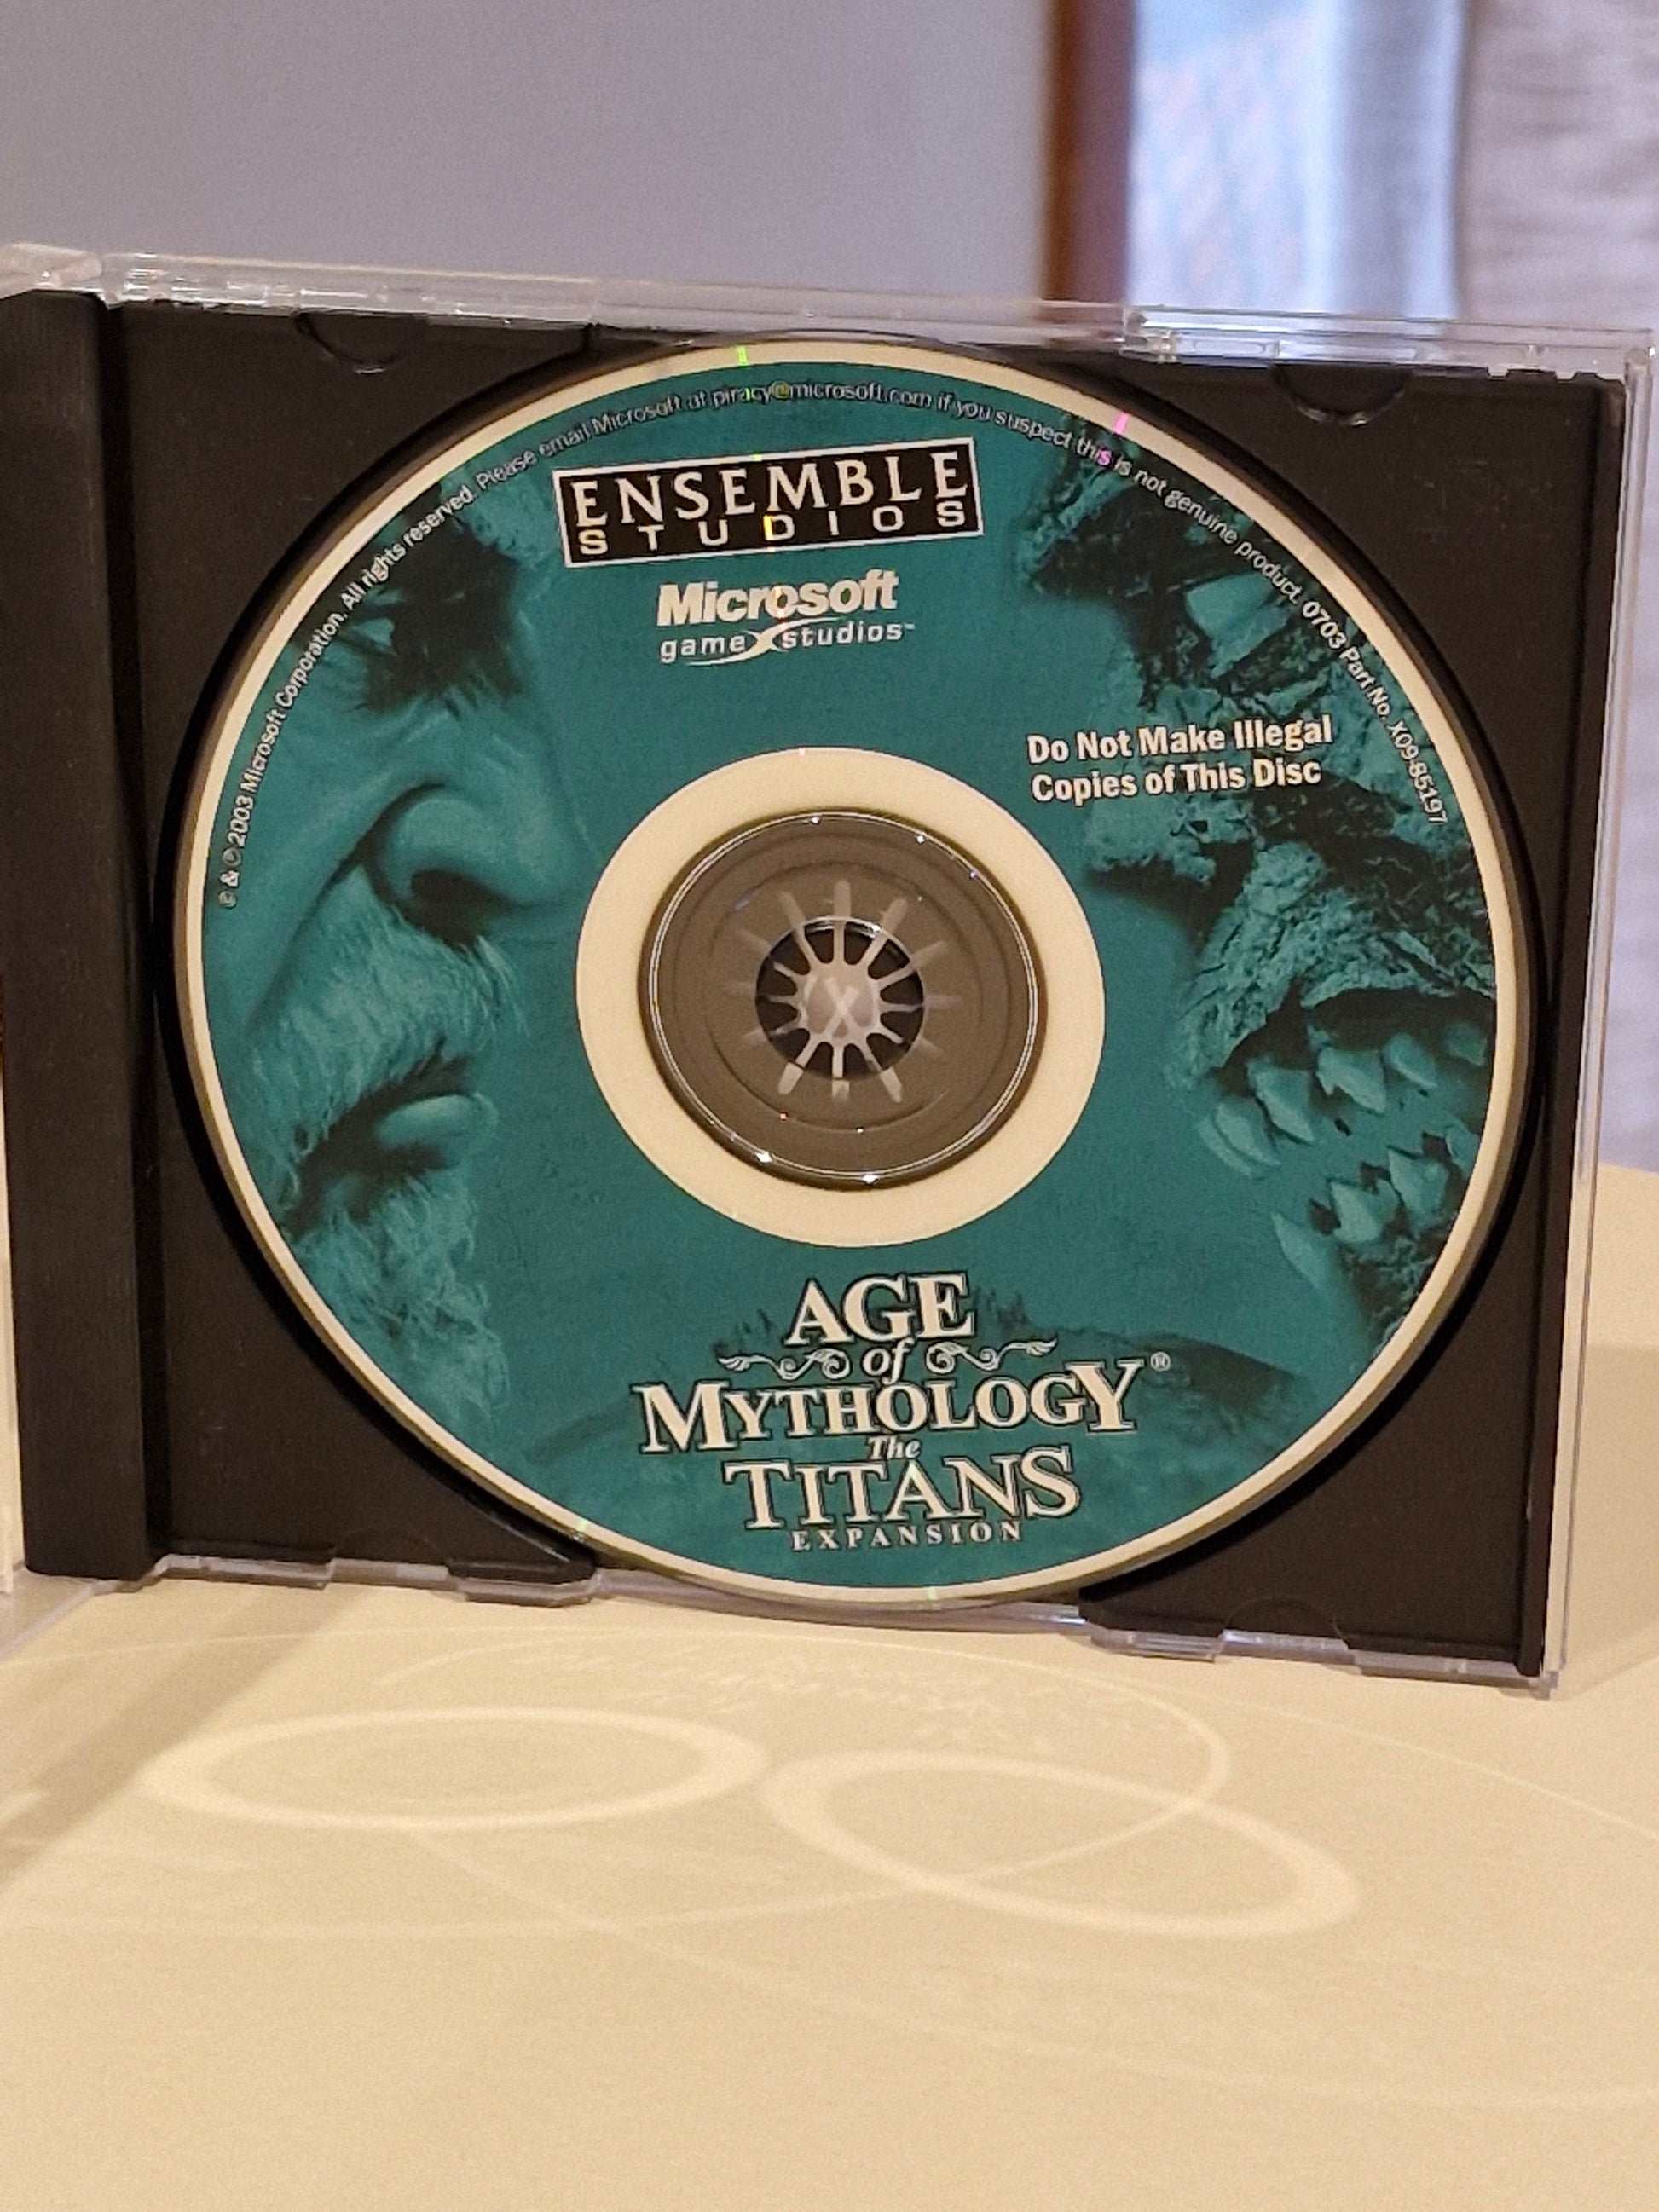 © & ℗ 2003 Microsoft Corporation. All rights reserved. Please email Microsoft at piracy@microsoft.com if you suspect this is not genuine product. 0703 Part No. X09-85197
ENSEMBLE
STUDIOS
Microsoft
game studios™
Do Not Make Illegal
Copies of This Disc
AGE
of
MYTHOLOGY®
The
TITANS
EXPANSION